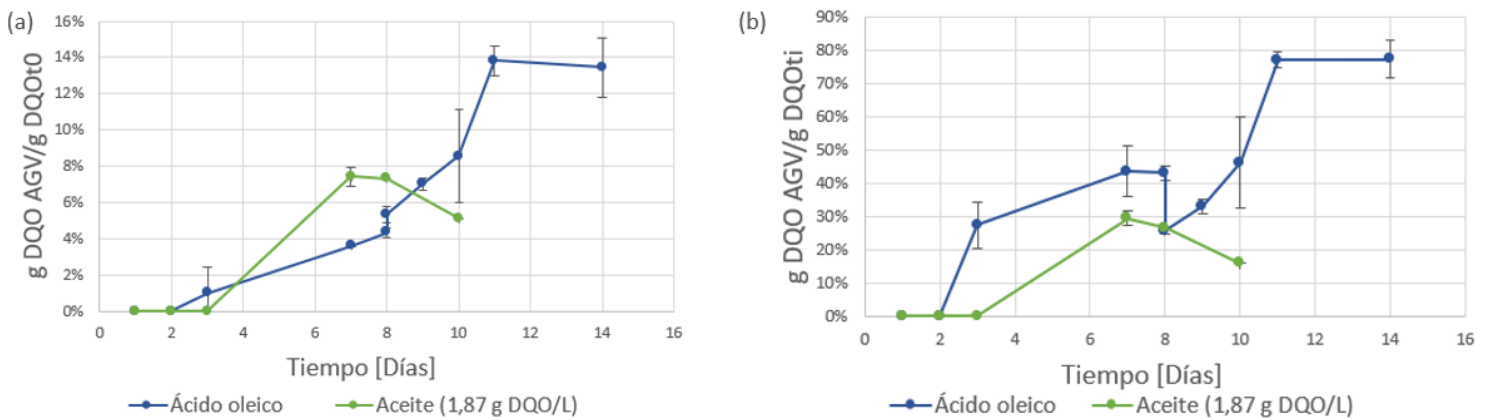 (a)
g DQO AGV/g DQOt0
16%
14%
12%
10%
8%
6%
4%
2%
0%
0 2 4 6 8 10 12 14 16
Tiempo [Días]
Ácido oleico Aceite (1,87 g DQO/L)
(b)
g DQO AGV/g DQOti
90%
80%
70%
60%
50%
40%
30%
20%
10%
0%
0 2 4 6 8 10 12 14 16
Tiempo [Días]
Ácido oleico Aceite (1,87 g DQO/L)